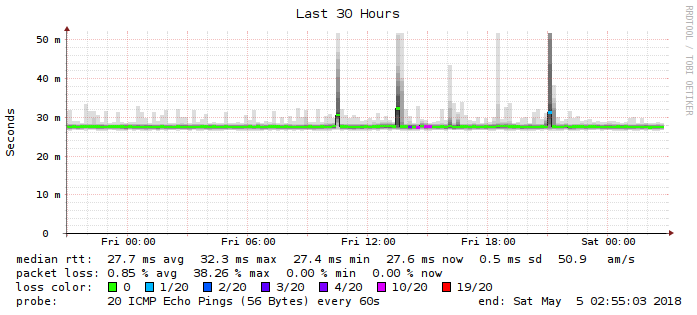 Last 30 Hours
RRDTOOL / TOBI OETIKER
Seconds
50 m
40 m
30 m
20 m
10 m
0
Fri 00:00 Fri 06:00 Fri 12:00 Fri 18:00 Sat 00:00
median rtt: 27.7 ms avg 32.3 ms max 27.4 ms min 27.6 ms now 0.5 ms sd 50.9 am/s
packet loss: 0.85 % avg 38.26 % max 0.00 % min 0.00 % now
loss color: 0 1/20 2/20 3/20 4/20 10/20 19/20
probe: 20 ICMP Echo Pings (56 Bytes) every 60s end: Sat May 5 02:55:03 2018